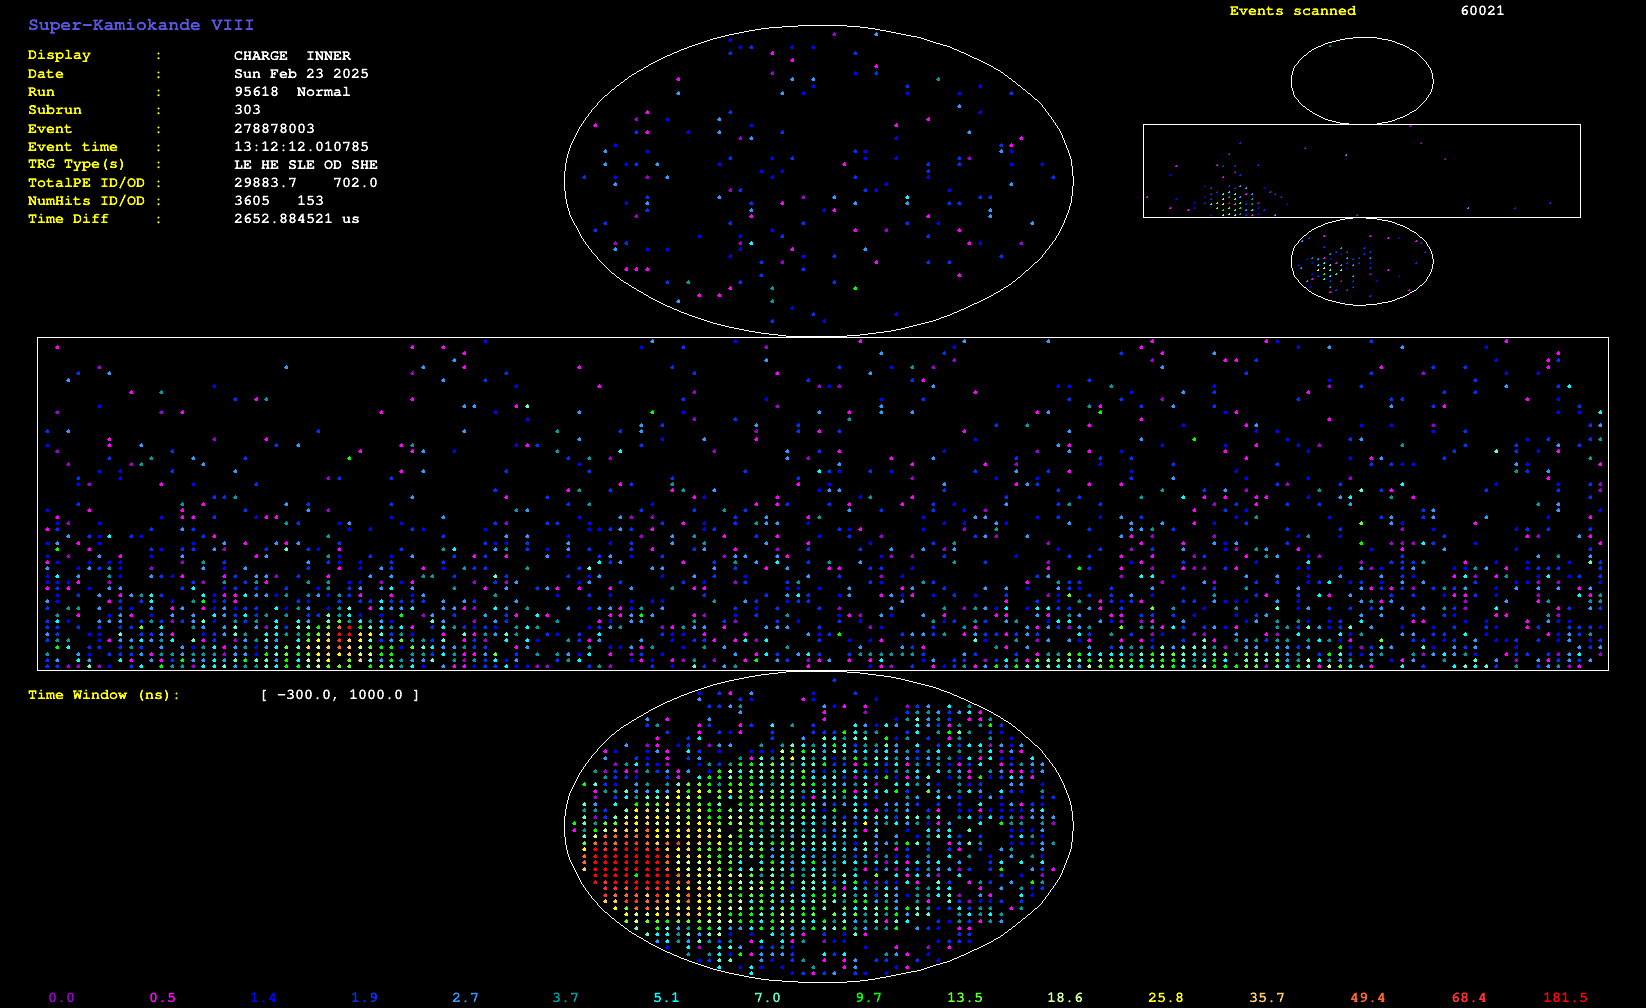 Super-Kamiokande VIII
Events scanned 60021
Display : CHARGE INNER
Date : Sun Feb 23 2025
Run : 95618 Normal
Subrun : 303
Event : 278878003
Event time : 13:12:12.010785
TRG Type(s) : LE HE SLE OD SHE
TotalPE ID/OD : 29883.7 702.0
NumHits ID/OD : 3605 153
Time Diff : 2652.884521 us
Time Window (ns): [ -300.0, 1000.0 ]
0.0 0.5 1.4 1.9 2.7 3.7 5.1 7.0 9.7 13.5 18.6 25.8 35.7 49.4 68.4 181.5